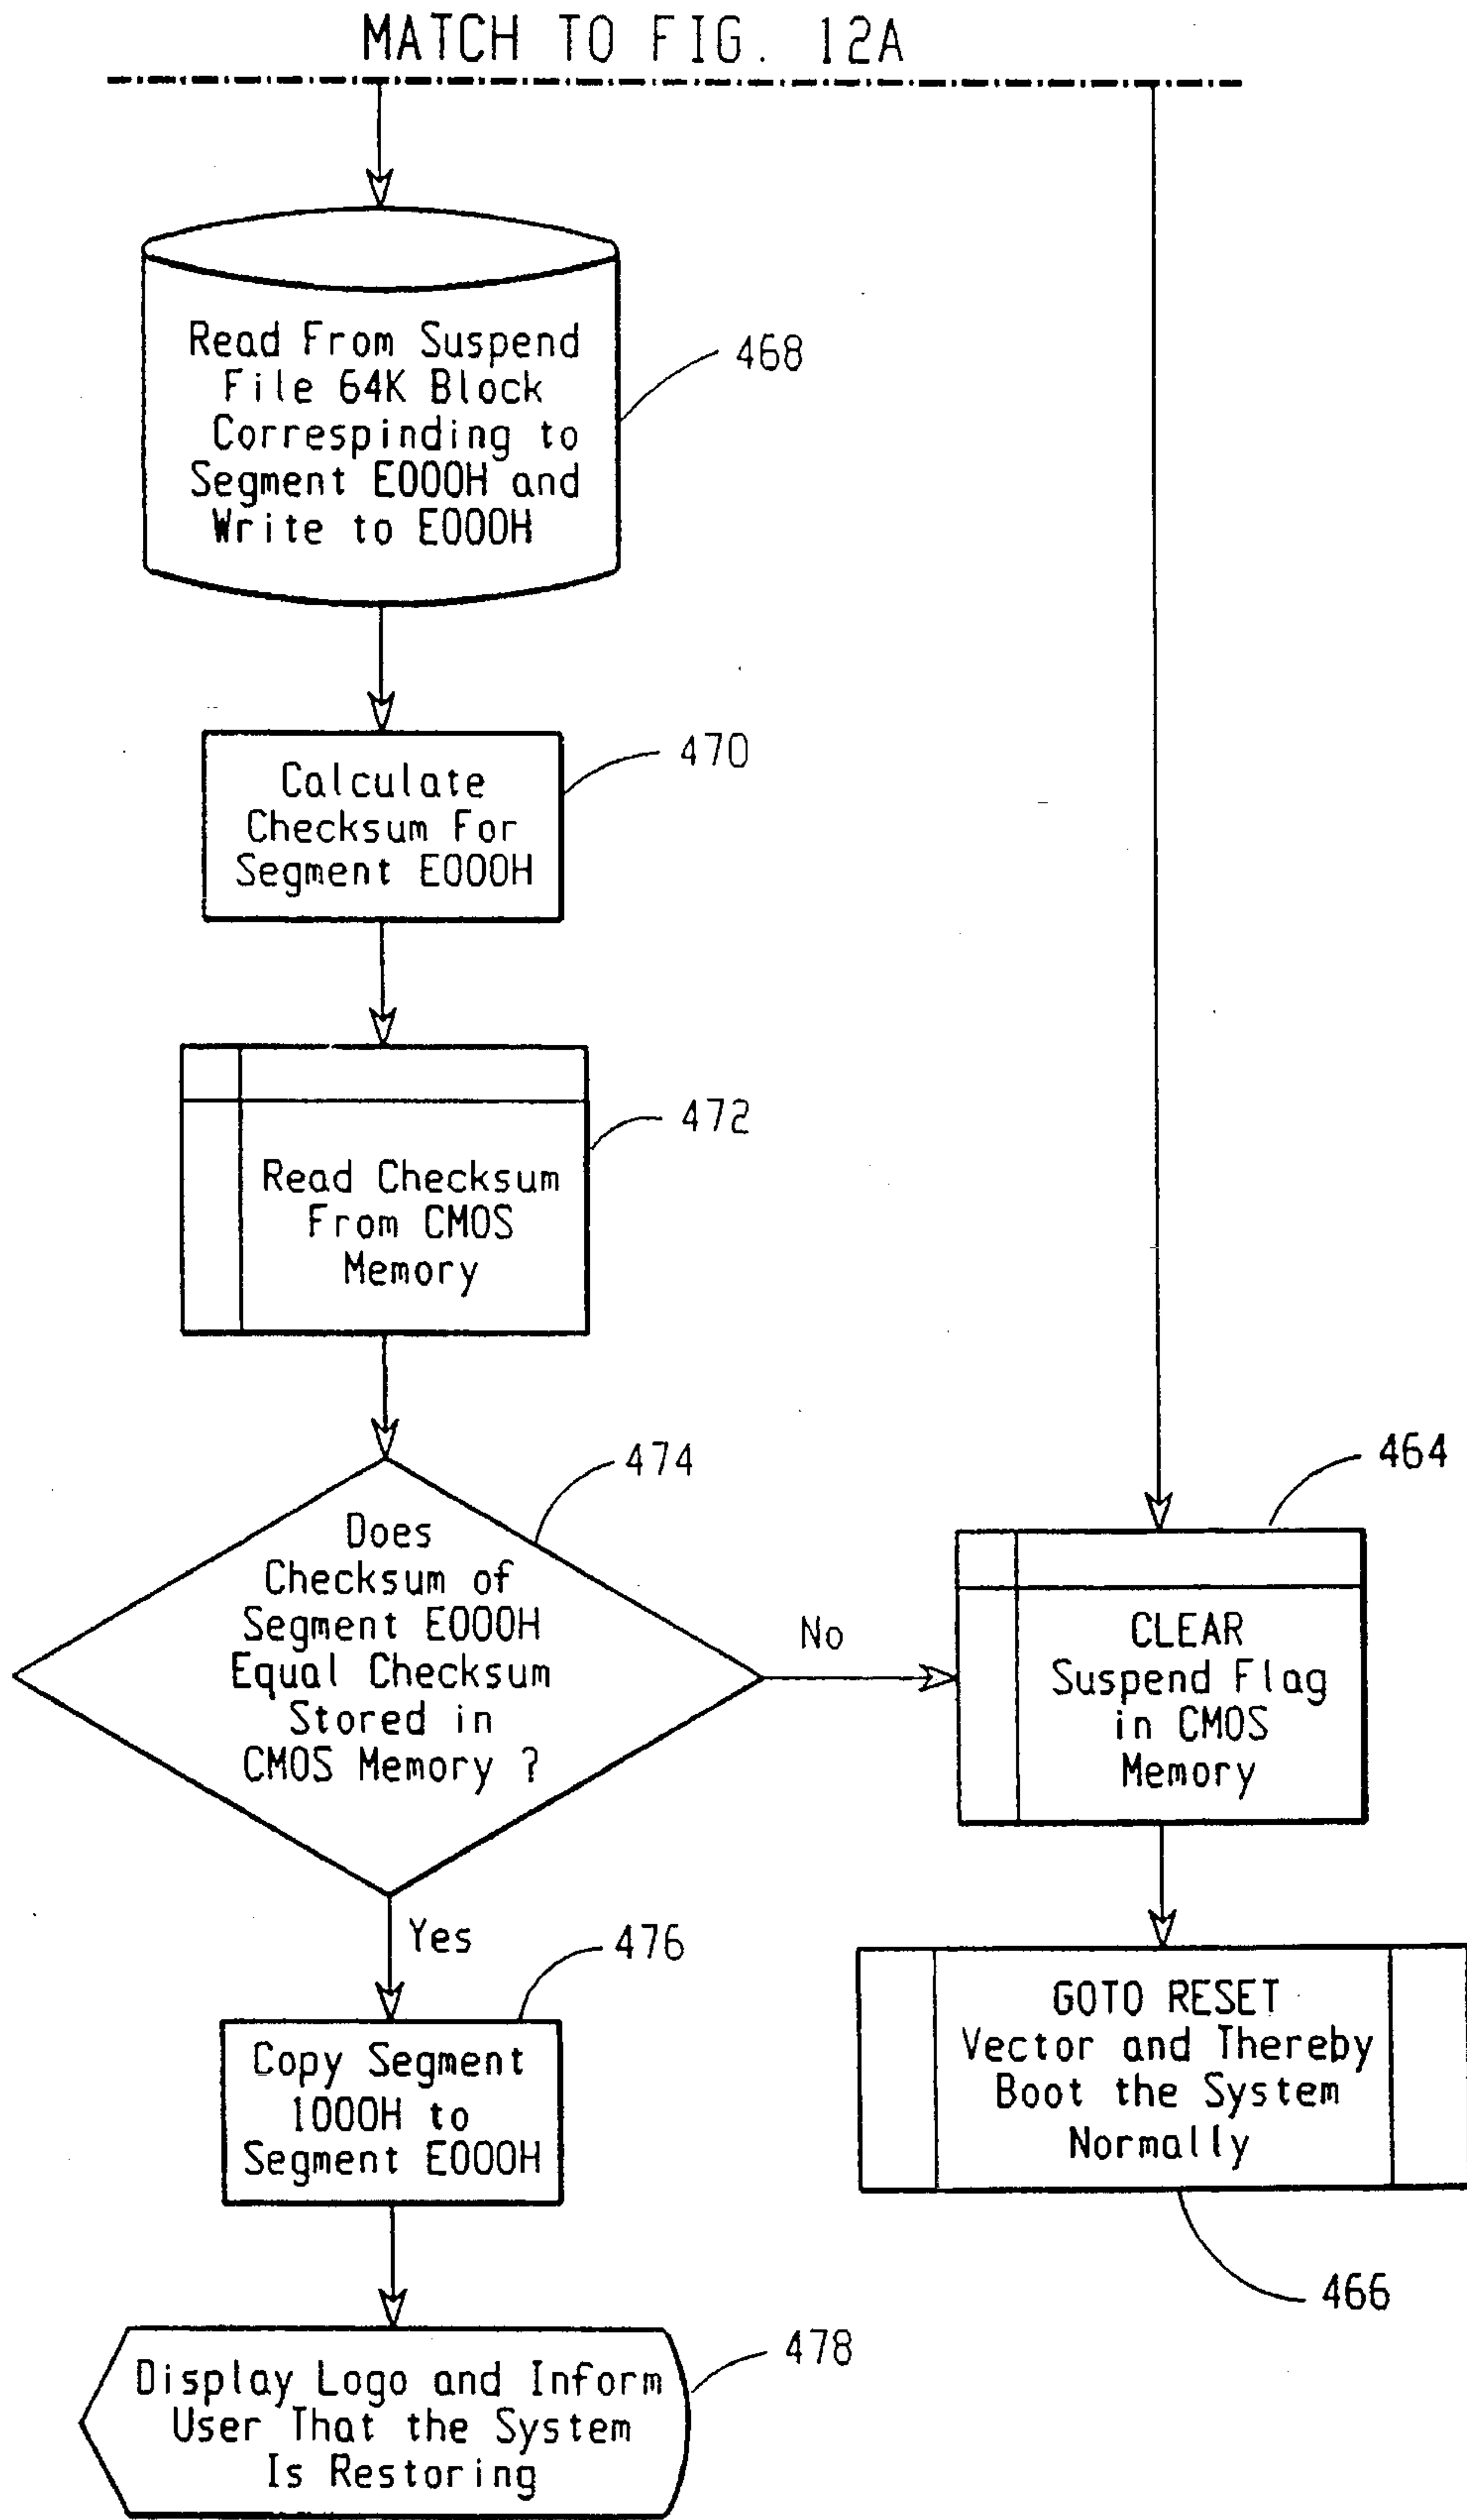 MATCH TO FIG. 12A
Read From Suspend
File 64K Block
Correspinding to
Segment E000H and
Write to E000H
468
Calculate
Checksum For
Segment E000H
470
Read Checksum
From CMOS
Memory
472
Does
Checksum of
Segment E000H
Equal Checksum
Stored in
CMOS Memory ?
474
No
464
CLEAR
Suspend Flag
in CMOS
Memory
Yes
476
Copy Segment
1000H to
Segment E000H
GOTO RESET
Vector and Thereby
Boot the System
Normally
466
478
Display Logo and Inform
User That the System
Is Restoring